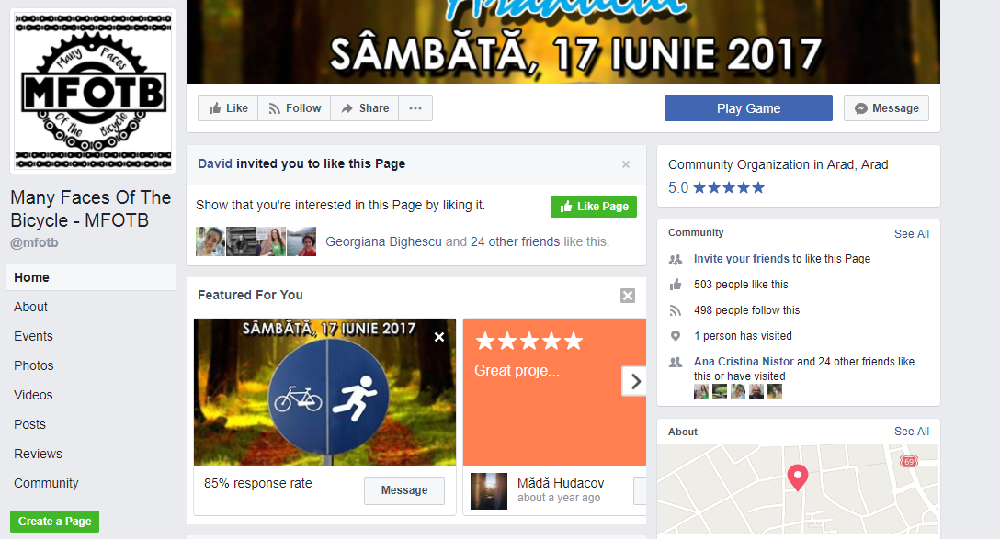 SÂMBĂTĂ, 17 IUNIE 2017
Many Faces
MFOTB
Of the Bicycle
Like
Follow
Share
Play Game
Message
Many Faces Of The
Bicycle - MFOTB
@mfotb
Home
About
Events
Photos
Videos
Posts
Reviews
Community
Create a Page
David invited you to like this Page
Show that you're interested in this Page by liking it.
Like Page
Georgiana Bighescu and 24 other friends like this.
Featured For You
SÂMBĂTĂ, 17 IUNIE 2017
85% response rate
Message
Great proje...
Mădă Hudacov
about a year ago
Community Organization in Arad, Arad
5.0
Community
See All
Invite your friends to like this Page
503 people like this
498 people follow this
1 person has visited
Ana Cristina Nistor and 24 other friends like
this or have visited
About
See All
69